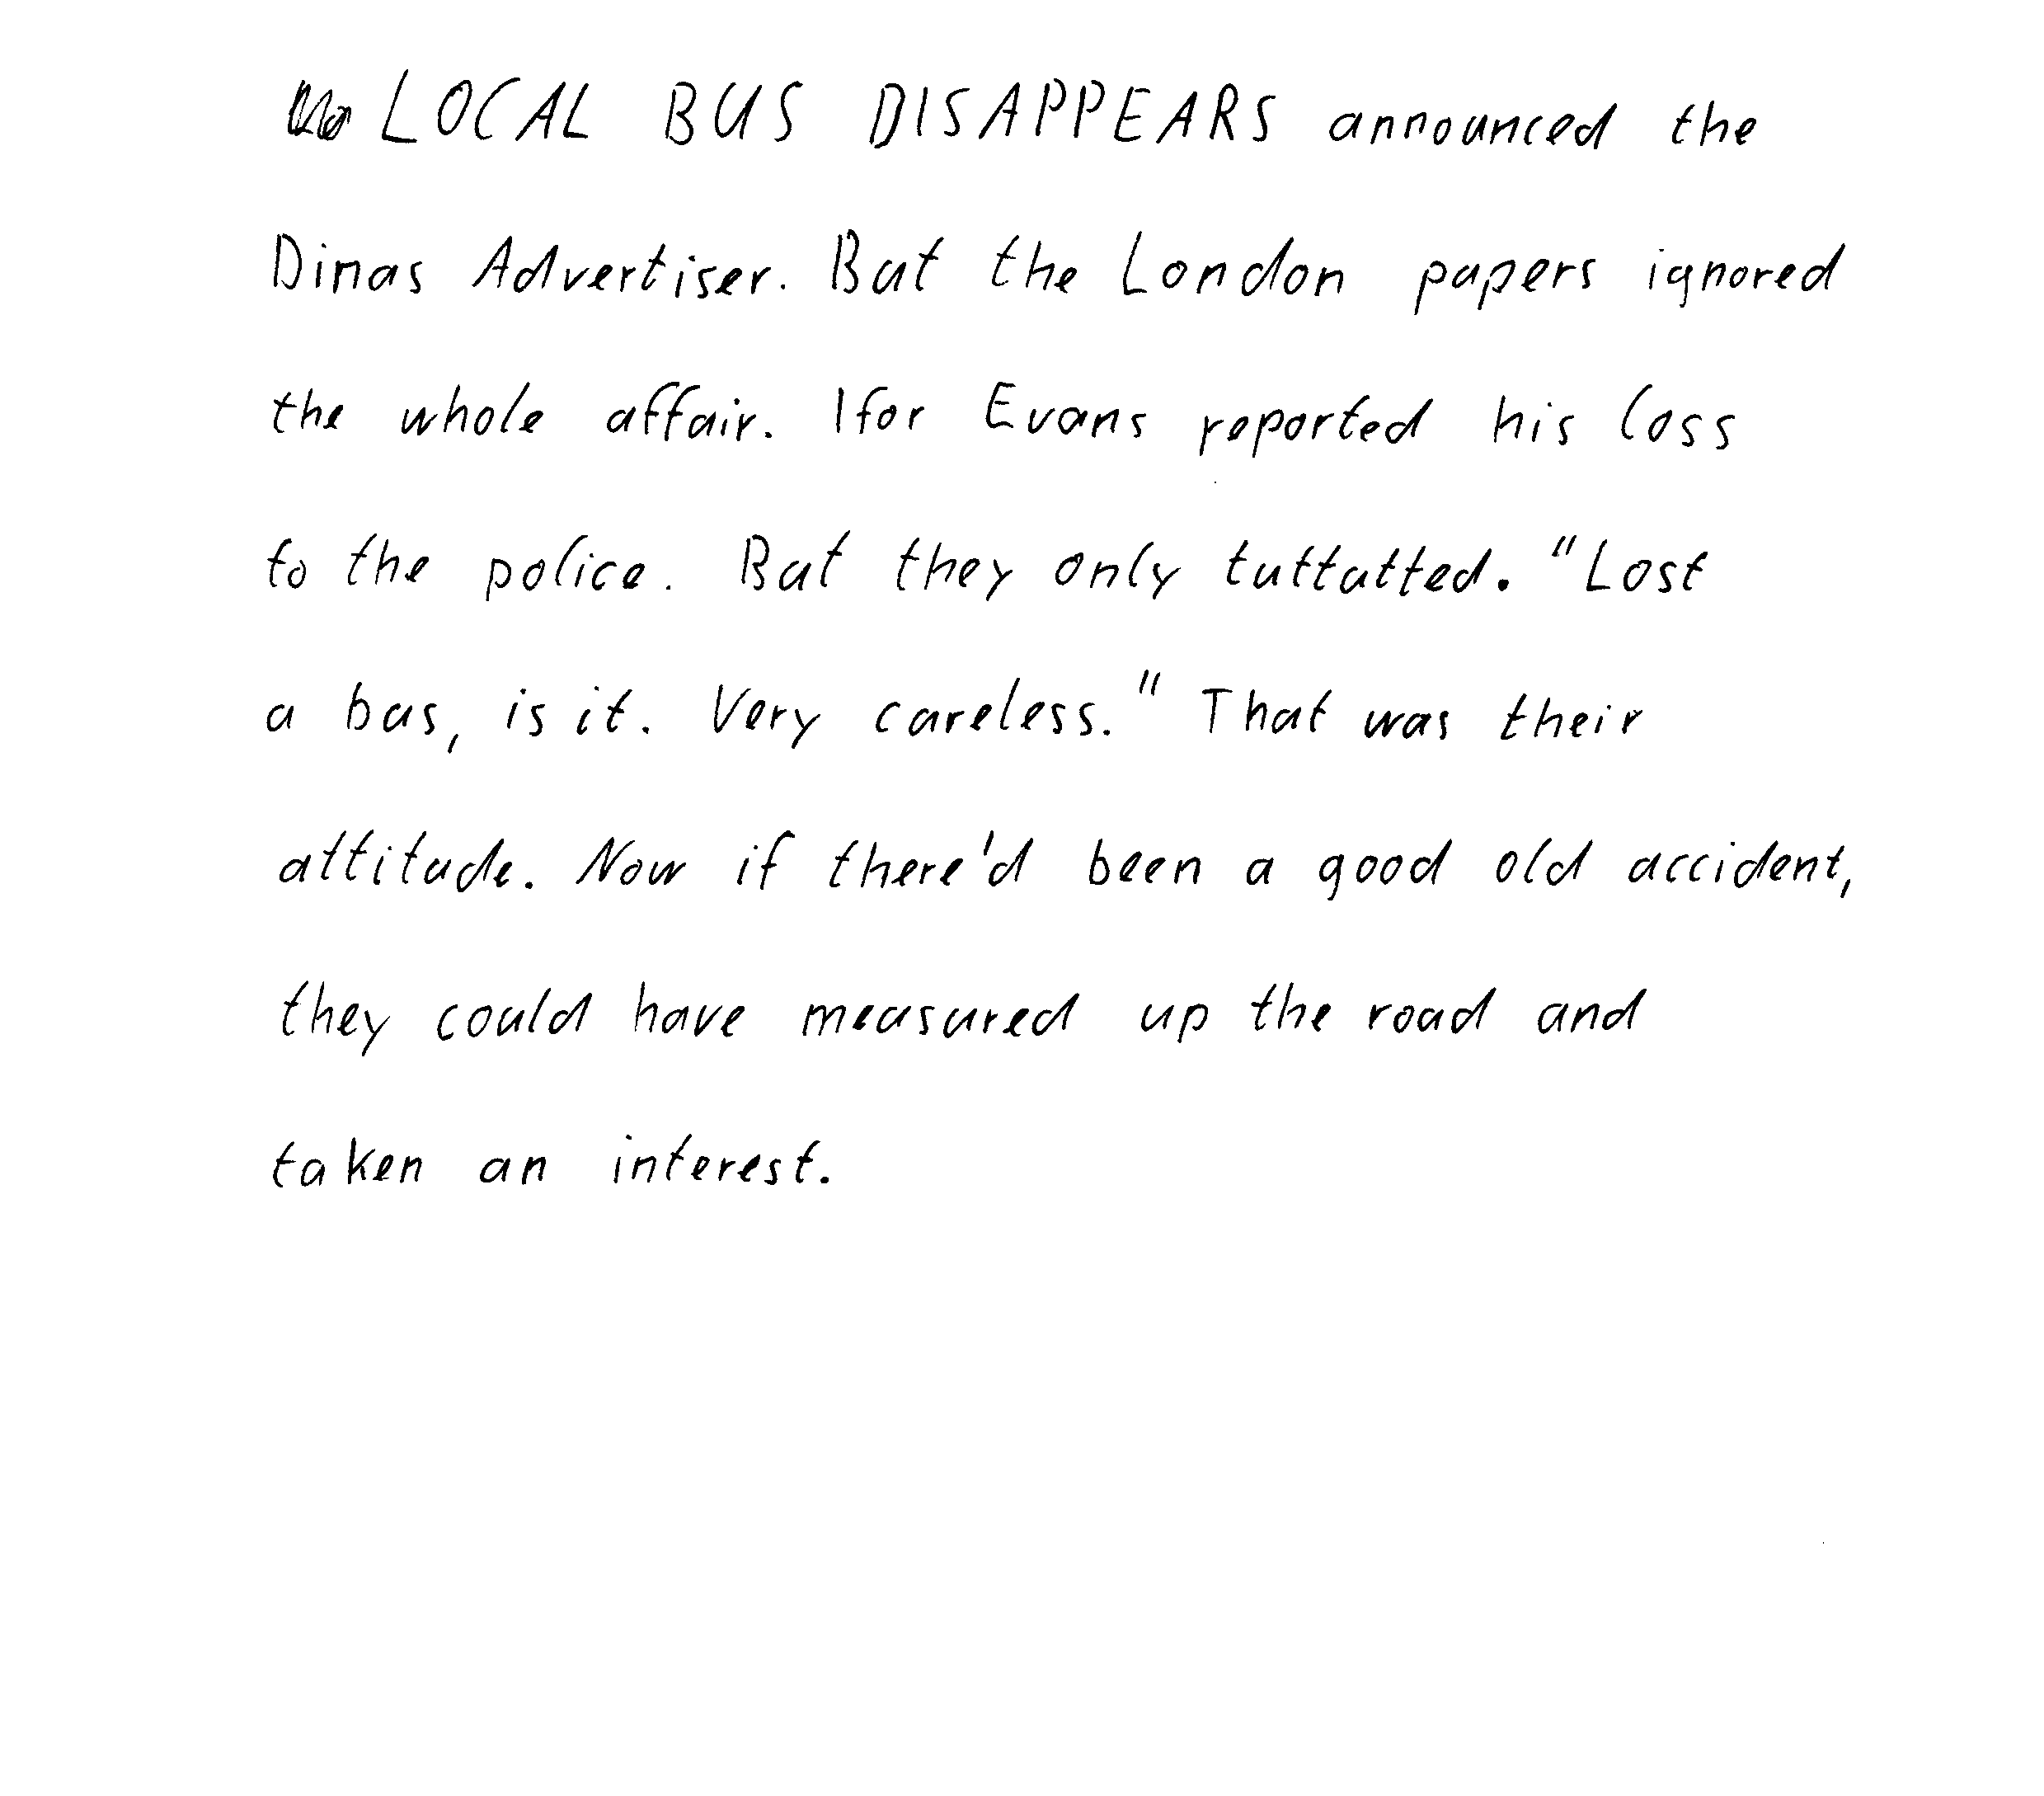 LOCAL BUS DISAPPEARS announced the
Dinas Advertiser. But the London papers ignored
the whole affair. Ifor Evans reported his loss
to the police. But they only tuttutted. "Lost
a bus, is it. Very careless." That was their
attitude. Now if there'd been a good old accident,
they could have measured up the road and
taken an interest.